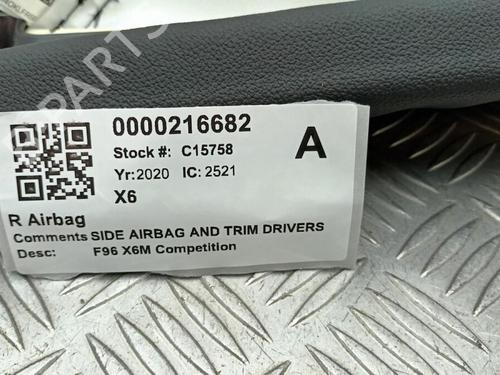 0000216682
Stock #: C15758
A
Yr:2020 IC: 2521
X6
R Airbag
Comments SIDE AIRBAG AND TRIM DRIVERS
Desc: F96 X6M Competition